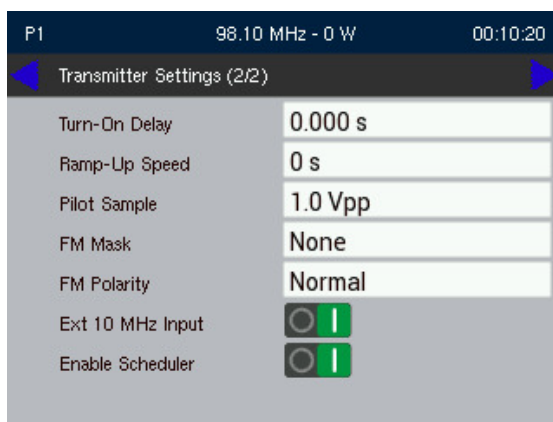 P1 98.10 MHz - 0 W 00:10:20
Transmitter Settings (2/2)
Turn-On Delay 0.000 s
Ramp-Up Speed 0 s
Pilot Sample 1.0 Vpp
FM Mask None
FM Polarity Normal
Ext 10 MHz Input
Enable Scheduler